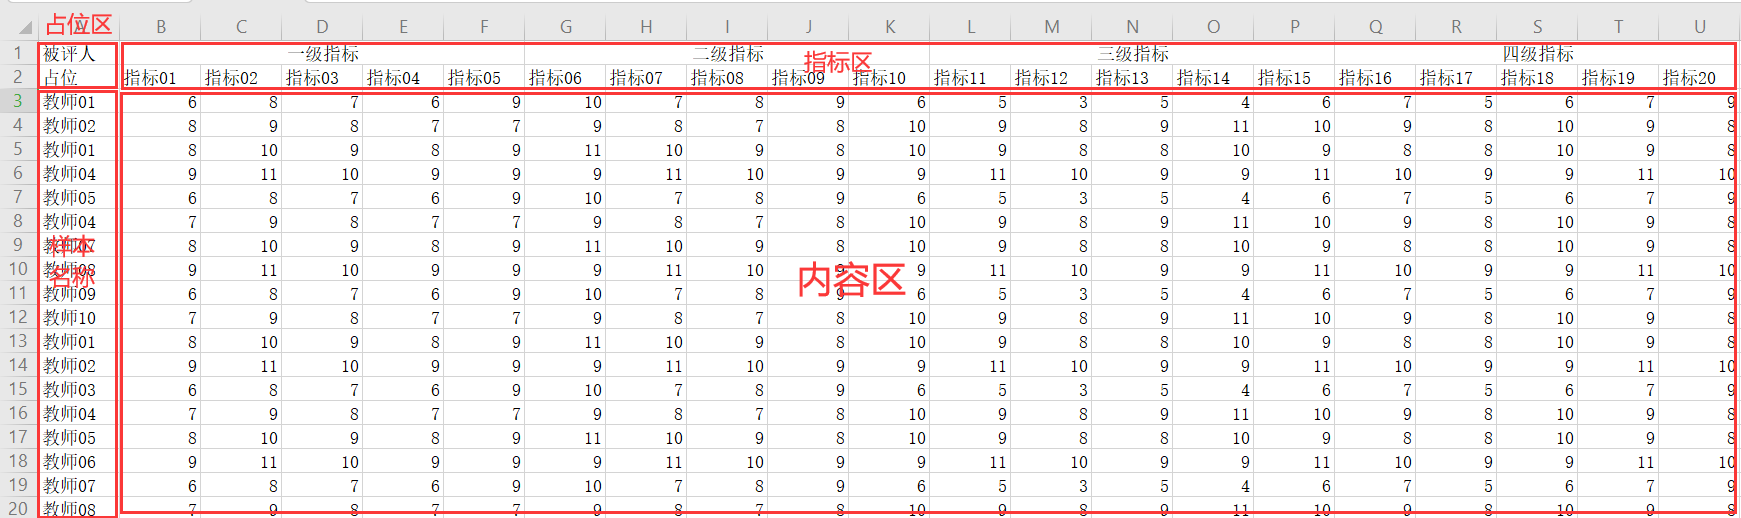 占位区
A B C D E F G H I J K L M N O P Q R S T U
1 被评人 一级指标 二级指标 三级指标 四级指标
指标区
2 占位 指标01 指标02 指标03 指标04 指标05 指标06 指标07 指标08 指标09 指标10 指标11 指标12 指标13 指标14 指标15 指标16 指标17 指标18 指标19 指标20
3 教师01 6 8 7 6 9 10 7 8 9 6 5 3 5 4 6 7 5 6 7 9
4 教师02 8 9 8 7 7 9 8 7 8 10 9 8 9 11 10 9 8 10 9 8
5 教师01 8 10 9 8 9 11 10 9 8 10 9 8 8 10 9 8 8 10 9 8
6 教师04 9 11 10 9 9 9 11 10 9 9 11 10 9 9 11 10 9 9 11 10
7 教师05 6 8 7 6 9 10 7 8 9 6 5 3 5 4 6 7 5 6 7 9
8 教师04 7 9 8 7 7 9 8 7 8 10 9 8 9 11 10 9 8 10 9 8
9 教师07 8 10 9 8 9 11 10 9 8 10 9 8 8 10 9 8 8 10 9 8
样本
名称
10 教师08 9 11 10 9 9 9 11 10 9 9 11 10 9 9 11 10 9 9 11 10
内容区
11 教师09 6 8 7 6 9 10 7 8 9 6 5 3 5 4 6 7 5 6 7 9
12 教师10 7 9 8 7 7 9 8 7 8 10 9 8 9 11 10 9 8 10 9 8
13 教师01 8 10 9 8 9 11 10 9 8 10 9 8 8 10 9 8 8 10 9 8
14 教师02 9 11 10 9 9 9 11 10 9 9 11 10 9 9 11 10 9 9 11 10
15 教师03 6 8 7 6 9 10 7 8 9 6 5 3 5 4 6 7 5 6 7 9
16 教师04 7 9 8 7 7 9 8 7 8 10 9 8 9 11 10 9 8 10 9 8
17 教师05 8 10 9 8 9 11 10 9 8 10 9 8 8 10 9 8 8 10 9 8
18 教师06 9 11 10 9 9 9 11 10 9 9 11 10 9 9 11 10 9 9 11 10
19 教师07 6 8 7 6 9 10 7 8 9 6 5 3 5 4 6 7 5 6 7 9
20 教师08 7 9 8 7 7 9 8 7 8 10 9 8 9 11 10 9 8 10 9 8